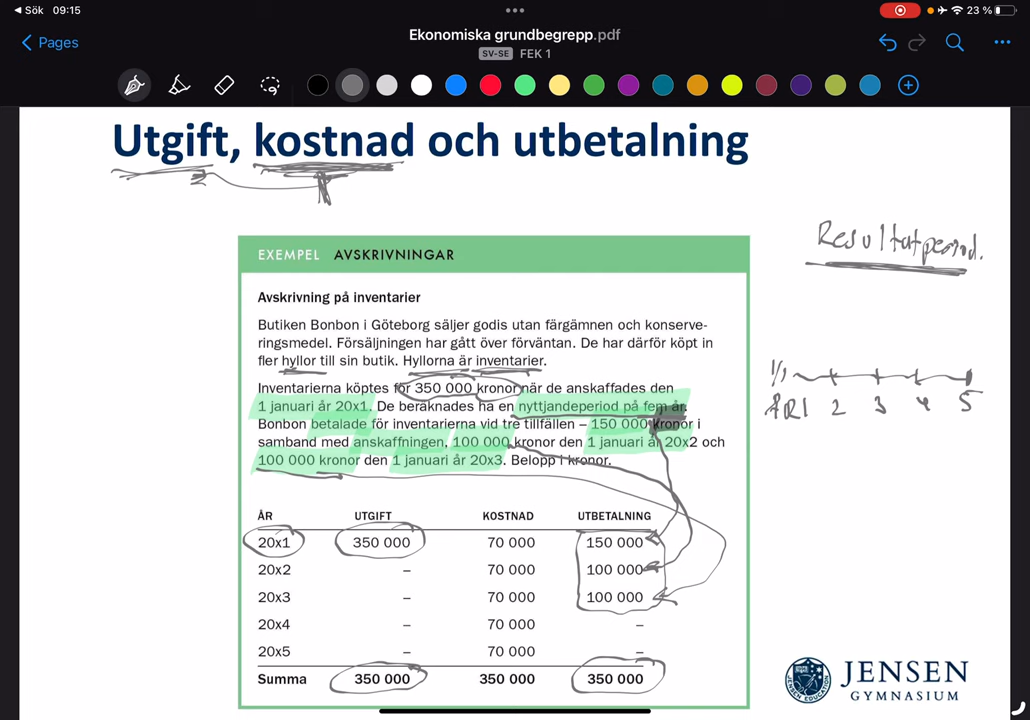 Sök 09:15
23 %
Pages
Ekonomiska grundbegrepp.pdf
SV-SE FEK 1
Utgift, kostnad och utbetalning
Resultatperiod.
EXEMPEL AVSKRIVNINGAR
Avskrivning på inventarier
Butiken Bonbon i Göteborg säljer godis utan färgämnen och konserve-
ringsmedel. Försäljningen har gått över förväntan. De har därför köpt in
fler hyllor till sin butik. Hyllorna är inventarier.
Inventarierna köptes för 350 000 kronor när de anskaffades den
1 januari år 20x1. De beräknades ha en nyttjandeperiod på fem år.
Bonbon betalade för inventarierna vid tre tillfällen – 150 000 kronor i
samband med anskaffningen, 100 000 kronor den 1 januari år 20x2 och
100 000 kronor den 1 januari år 20x3. Belopp i kronor.
1/1
ÅR1 2 3 4 5
ÅR UTGIFT KOSTNAD UTBETALNING
20x1 350 000 70 000 150 000
20x2 – 70 000 100 000
20x3 – 70 000 100 000
20x4 – 70 000 –
20x5 – 70 000 –
Summa 350 000 350 000 350 000
JENSEN
GYMNASIUM
JENSEN EDUCATION